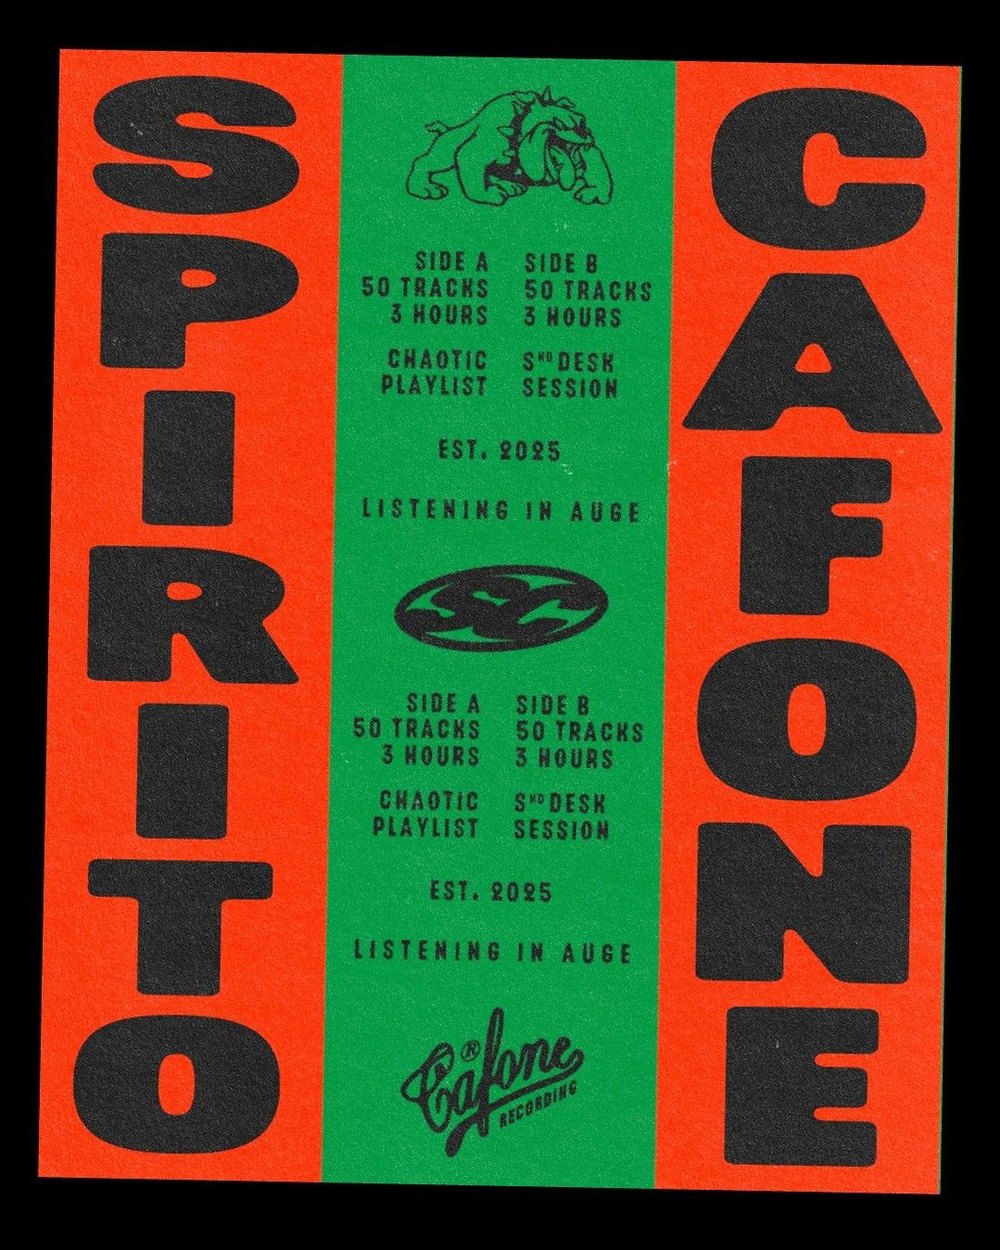 SPIRITO
SIDE A
50 TRACKS
3 HOURS
CHAOTIC
PLAYLIST
SIDE B
50 TRACKS
3 HOURS
Sᴺᴰ DESK
SESSION
EST. 2025
LISTENING IN AUGE
SC
SIDE A
50 TRACKS
3 HOURS
CHAOTIC
PLAYLIST
SIDE B
50 TRACKS
3 HOURS
Sᴺᴰ DESK
SESSION
EST. 2025
LISTENING IN AUGE
Cafone®
RECORDING
CAFONE